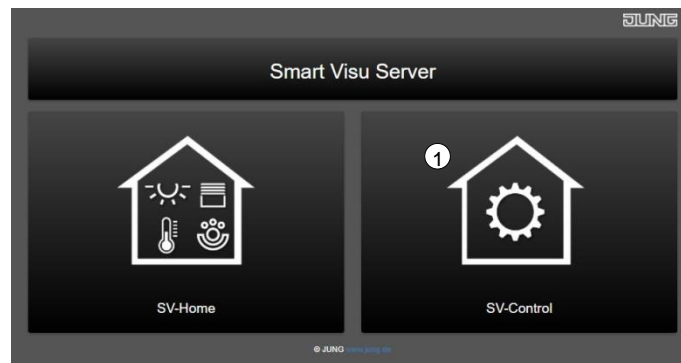 JUNG
Smart Visu Server
1
SV-Home
SV-Control
© JUNG www.jung.de